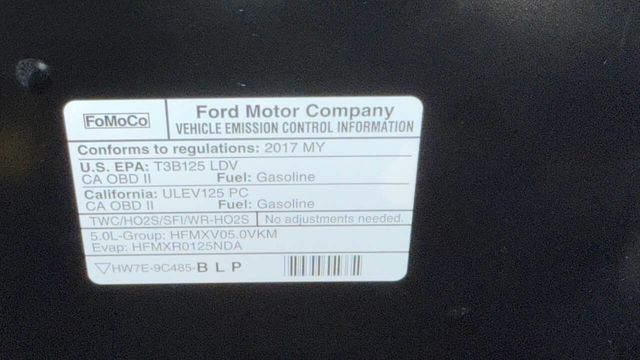 FoMoCo
Ford Motor Company
VEHICLE EMISSION CONTROL INFORMATION
Conforms to regulations: 2017 MY
U.S. EPA: T3B125 LDV
CA OBD II Fuel: Gasoline
California: ULEV125 PC
CA OBD II Fuel: Gasoline
TWC/HO2S/SFI/WR-HO2S No adjustments needed.
5.0L-Group: HFMXV05.0VKM
Evap: HFMXR0125NDA
HW7E-9C485-BLP